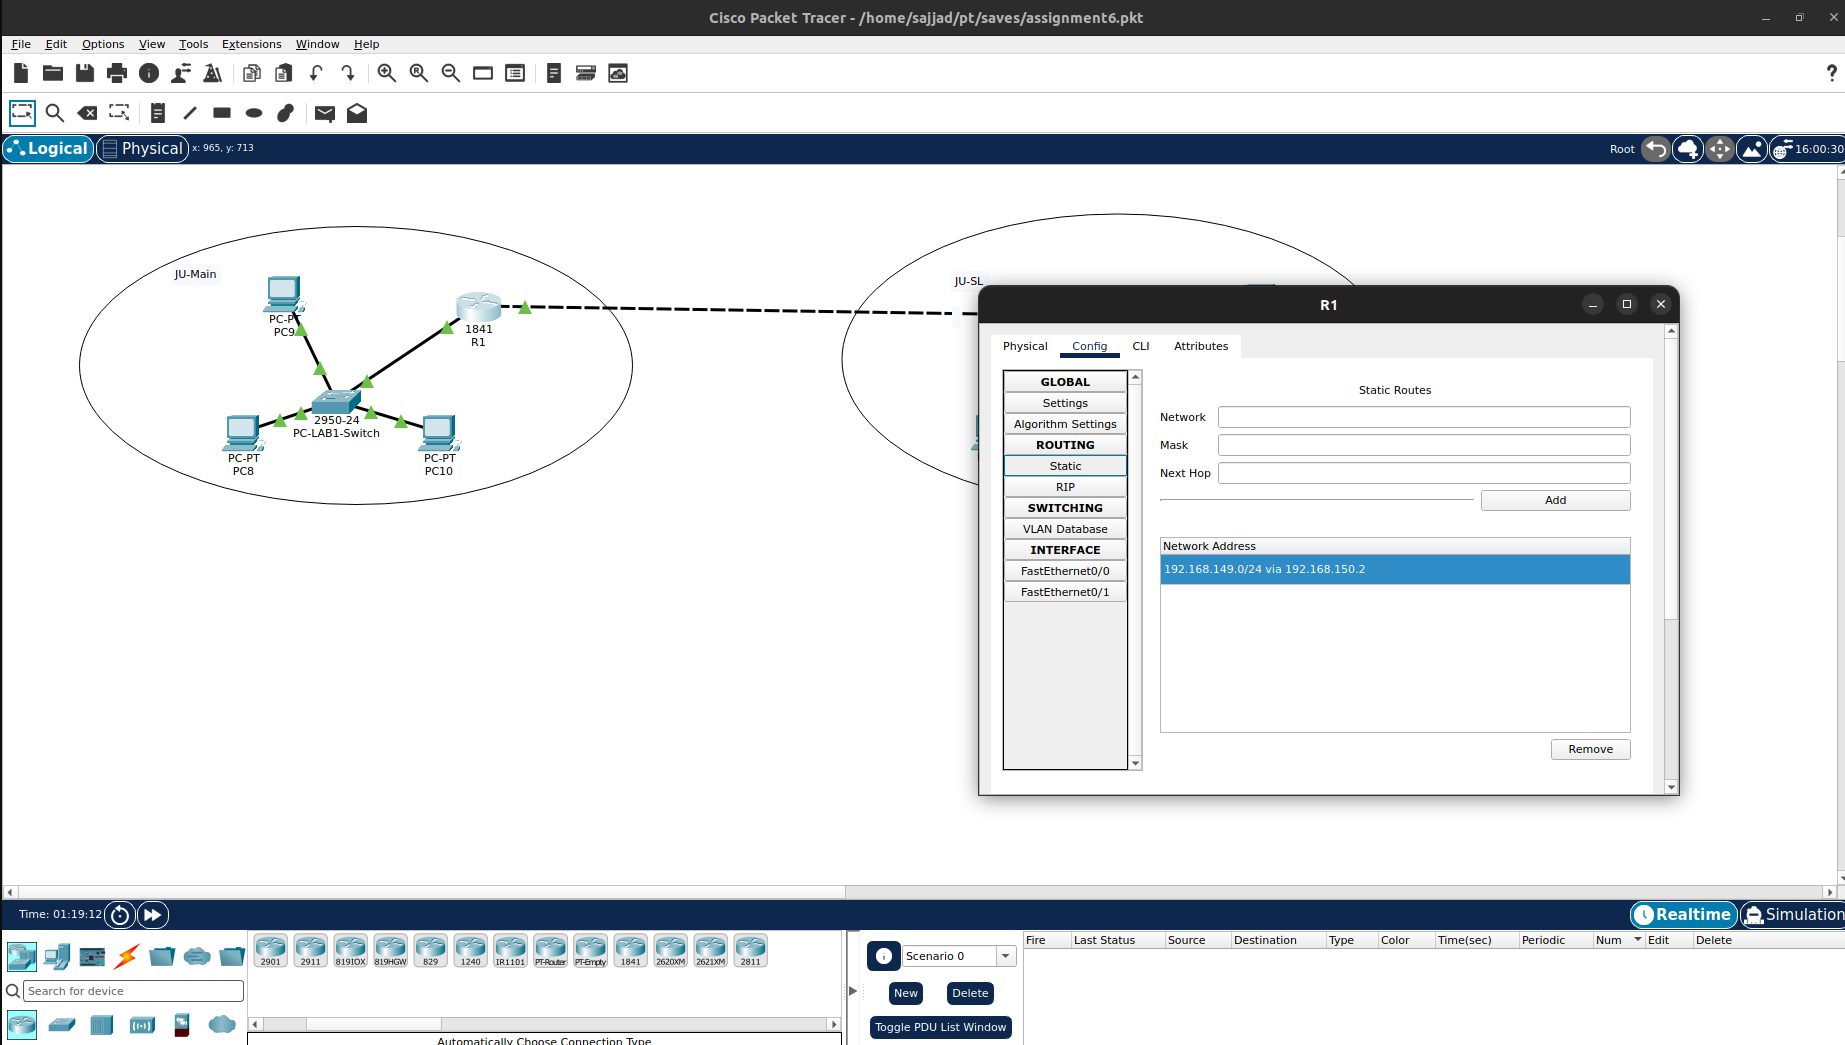 Cisco Packet Tracer - /home/sajjad/pt/saves/assignment6.pkt
File Edit Options View Tools Extensions Window Help
?
Logical Physical x: 965, y: 713 Root 16:00:30
JU-Main
PC-PT
PC9
1841
R1
2950-24
PC-LAB1-Switch
PC-PT
PC8
PC-PT
PC10
JU-SL
R1
Physical Config CLI Attributes
GLOBAL
Settings
Algorithm Settings
ROUTING
Static
RIP
SWITCHING
VLAN Database
INTERFACE
FastEthernet0/0
FastEthernet0/1
Static Routes
Network
Mask
Next Hop
Add
Network Address
192.168.149.0/24 via 192.168.150.2
Remove
Time: 01:19:12 Realtime Simulation
2901 2911 819IOX 819HGW 829 1240 IR1101 PT-Router PT-Empty 1841 2620XM 2621XM 2811
Search for device
Automatically Choose Connection Type
Scenario 0
New Delete
Toggle PDU List Window
Fire Last Status Source Destination Type Color Time(sec) Periodic Num Edit Delete